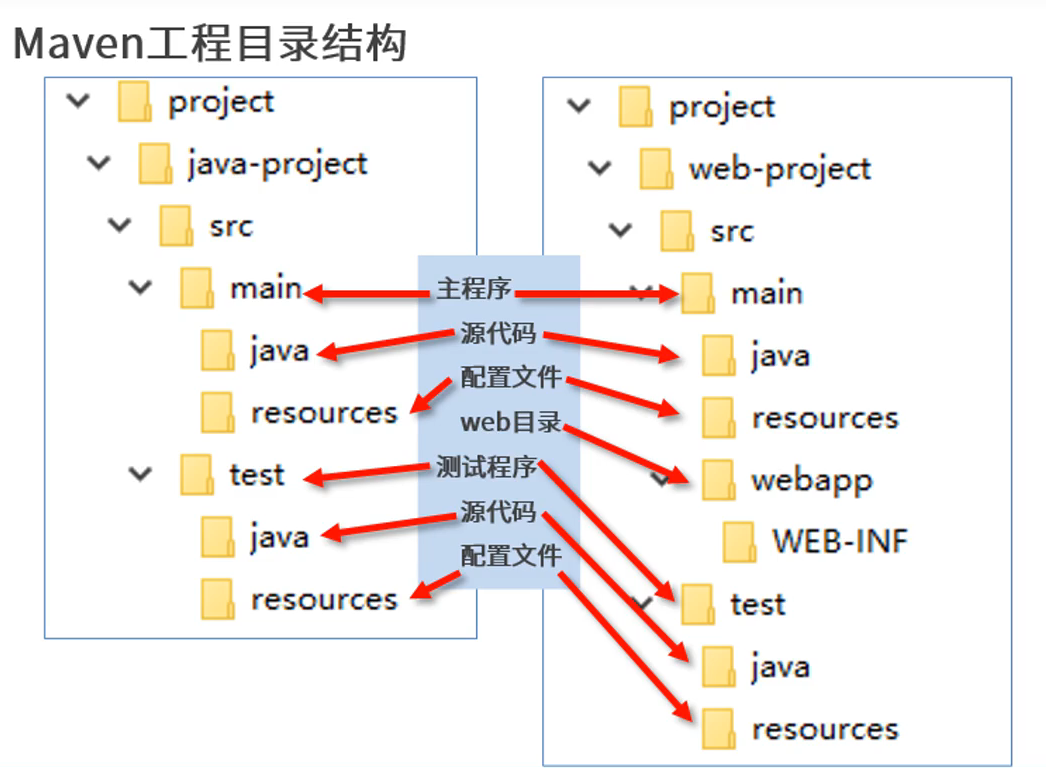 Maven工程目录结构
project
java-project
src
main
java
resources
test
java
resources
主程序
源代码
配置文件
web目录
测试程序
源代码
配置文件
project
web-project
src
main
java
resources
webapp
WEB-INF
test
java
resources